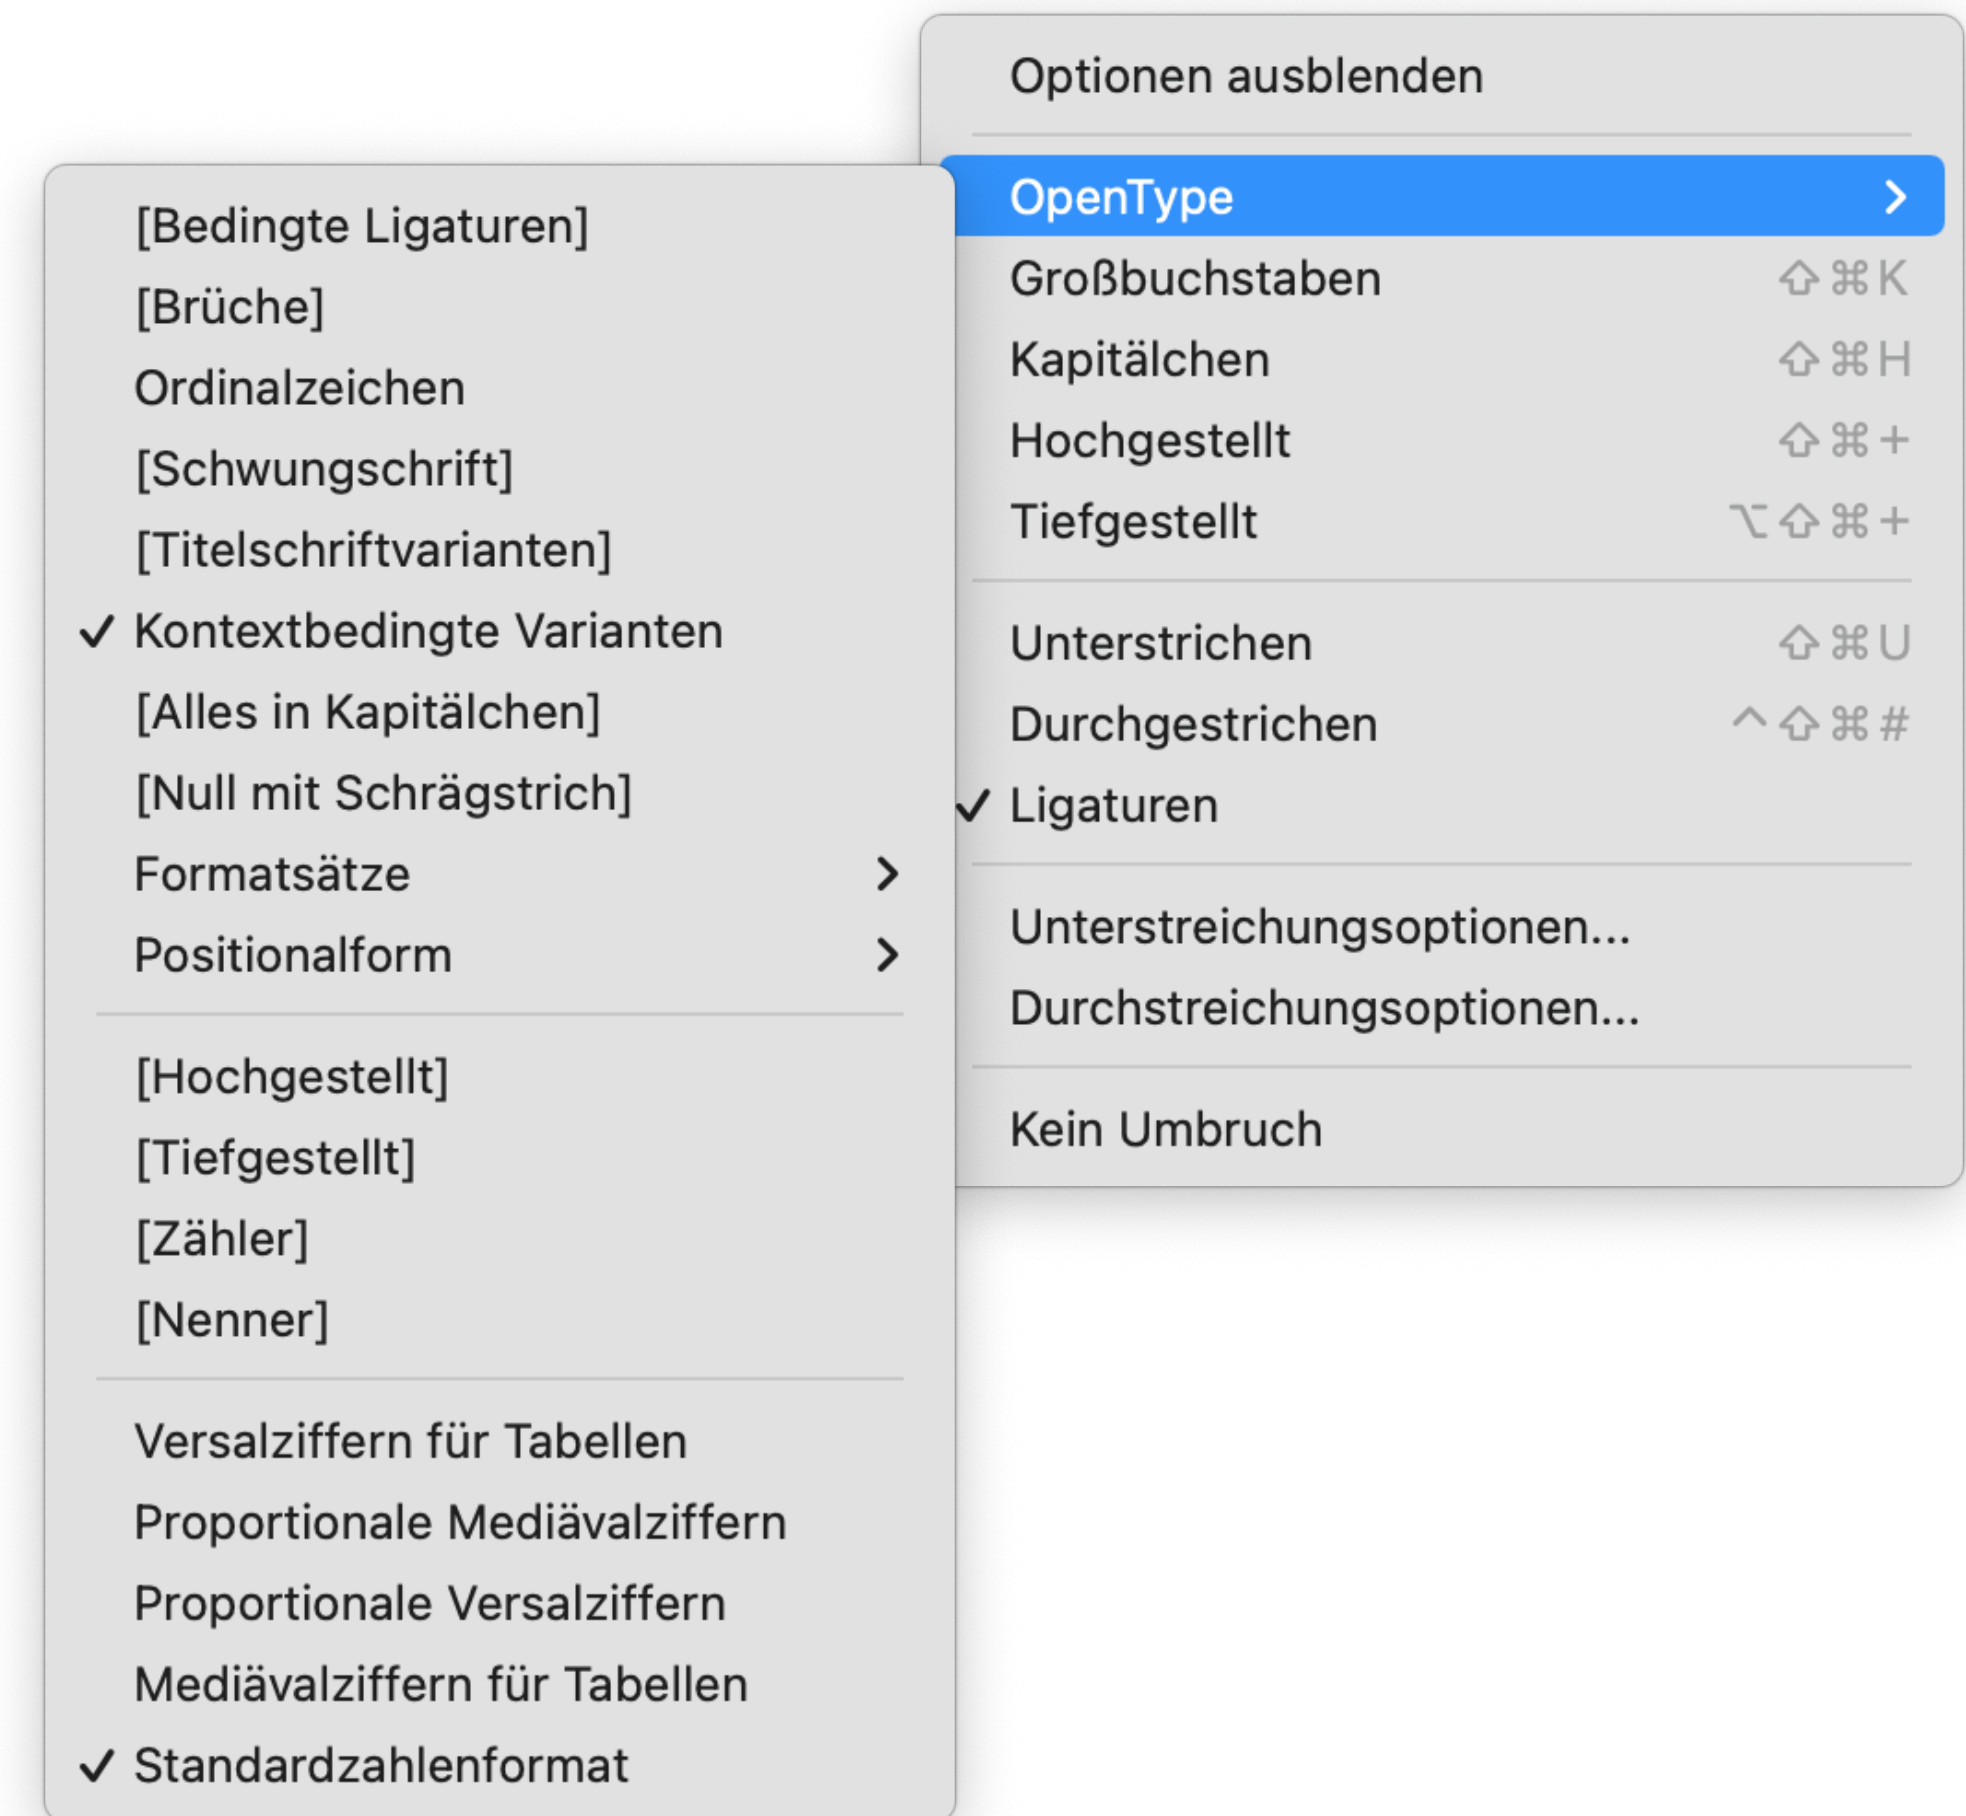 Optionen ausblenden
OpenType
Großbuchstaben ⇧⌘K
Kapitälchen ⇧⌘H
Hochgestellt ⇧⌘+
Tiefgestellt ⌥⇧⌘+
Unterstrichen ⇧⌘U
Durchgestrichen ^⇧⌘#
✓ Ligaturen
Unterstreichungsoptionen...
Durchstreichungsoptionen...
Kein Umbruch
[Bedingte Ligaturen]
[Brüche]
Ordinalzeichen
[Schwungschrift]
[Titelschriftvarianten]
✓ Kontextbedingte Varianten
[Alles in Kapitälchen]
[Null mit Schrägstrich]
Formatsätze
Positionalform
[Hochgestellt]
[Tiefgestellt]
[Zähler]
[Nenner]
Versalziffern für Tabellen
Proportionale Mediävalziffern
Proportionale Versalziffern
Mediävalziffern für Tabellen
✓ Standardzahlenformat